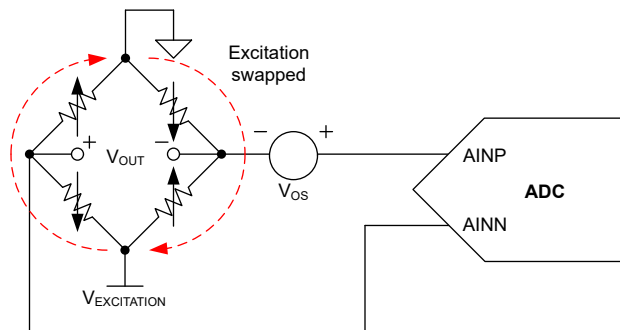 Excitation
swapped
+ VOUT −
− +
VOS
AINP
ADC
AINN
VEXCITATION